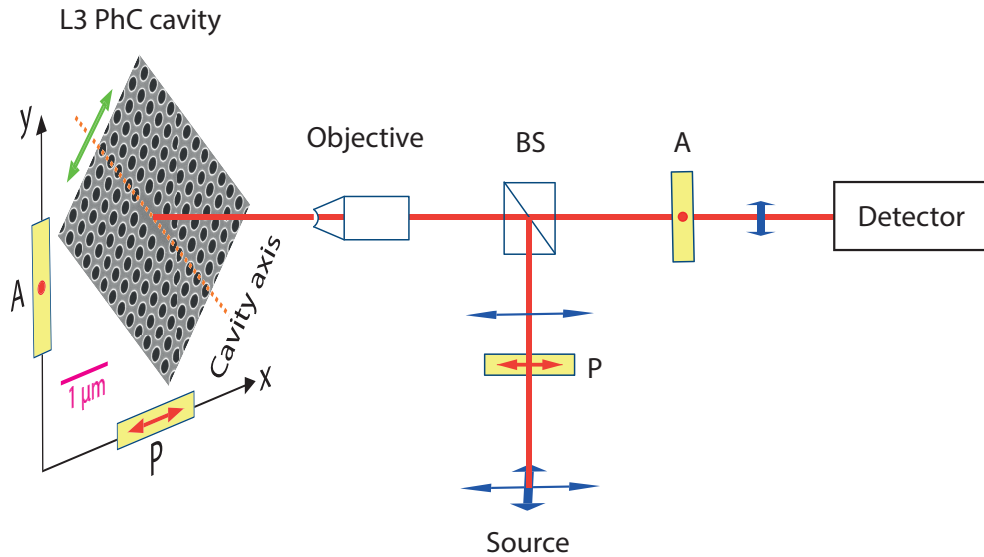 L3 PhC cavity
y
Objective
BS
A
Detector
A
Cavity axis
1 μm
x
P
P
Source